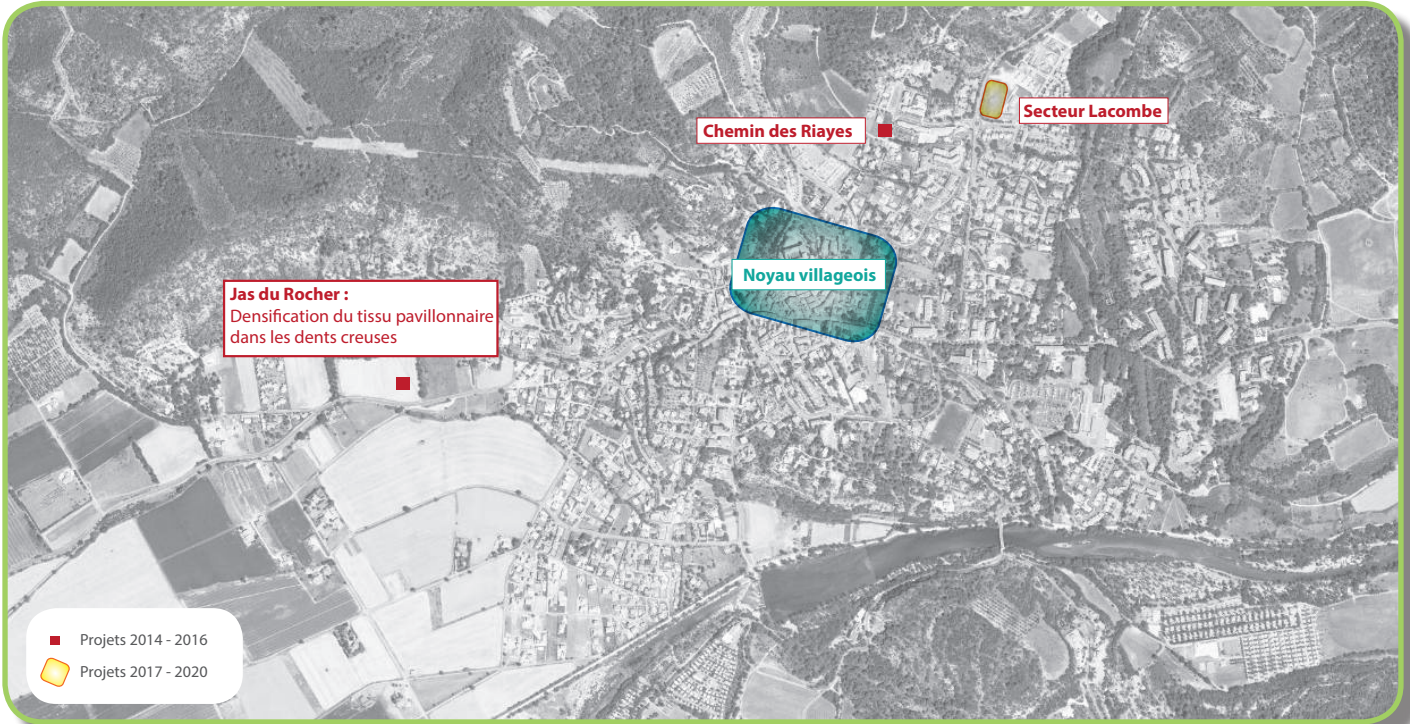 Secteur Lacombe
Chemin des Riayes
Noyau villageois
Jas du Rocher :
Densification du tissu pavillonnaire
dans les dents creuses
Projets 2014 - 2016
Projets 2017 - 2020